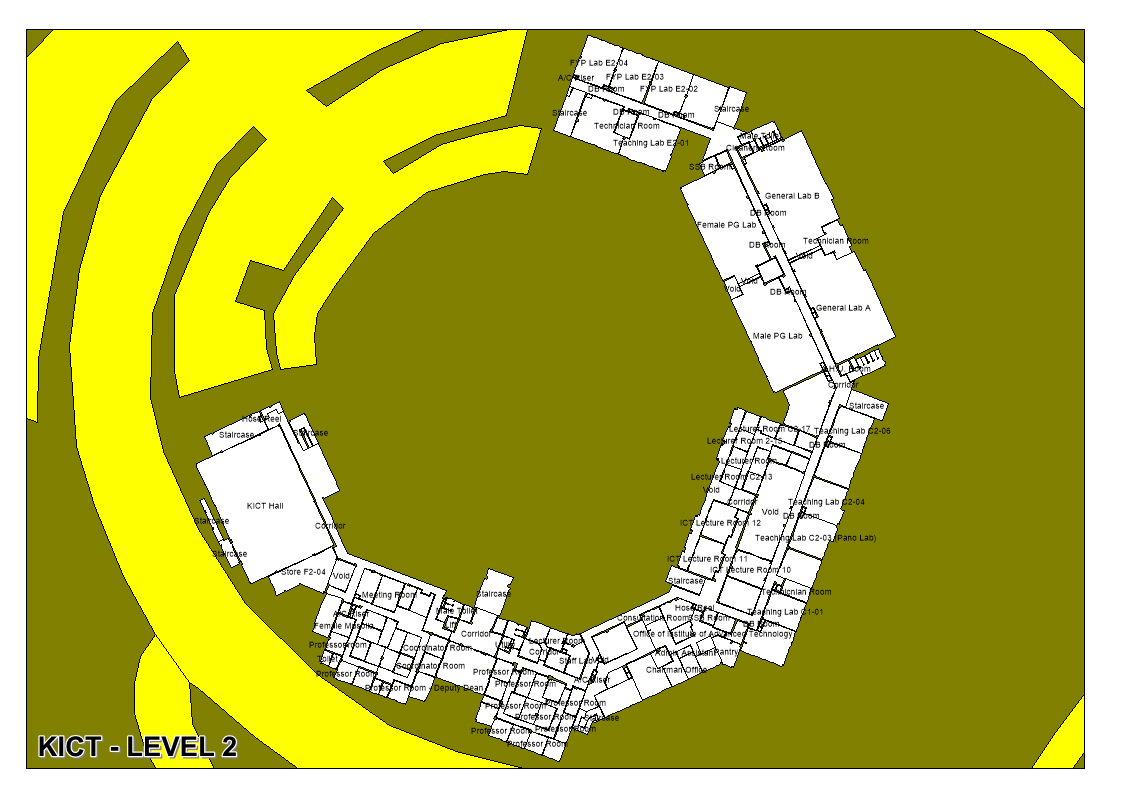 FYP Lab E2-04
A/C Riser
FYP Lab E2-03
DB Room
FYP Lab E2-02
Staircase
Staircase
DB Room
DB Room
Technician Room
Teaching Lab E2-01
Male Toilet
Cleaners Room
SSB Room
General Lab B
DB Room
Female PG Lab
Technician Room
DB Room
Void
Void
Void
DB Room
General Lab A
Male PG Lab
Room
Corridor
Staircase
Hose Reel
Staircase
Staircase
Lecturer Room C2-17
Teaching Lab C2-06
Lecturer Room 2-15
DB Room
Lecturer Room
Lecturer Room C2-13
Void
Corridor
Teaching Lab C2-04
KICT Hall
Void
DB Room
Staircase
ICT Lecture Room 12
Corridor
Teaching Lab C2-03 (Pano Lab)
Staircase
ICT Lecture Room 11
ICT Lecture Room 10
Store F2-04
Void
Staircase
Technician Room
Meeting Room
Staircase
A/C Riser
Male Toilet
Hose Reel
Teaching Lab C1-01
Consultation Room
SSB Room
DB Room
Female Musolla
Lift
Corridor
Office of Institute of Advanced Technology
Professor room
Void
Lecturer Room
Coordinator Room
Corridor
Admin Assistant
Pantry
Toilet
Staff Lab
Void
Coordinator Room
Professor Room
Professor Room
Chairman Office
A/C Riser
Professor Room
Professor Room - Deputy Dean
Professor Room
Professor Room
Professor Room
Staircase
Professor Room
Professor Room
Professor Room
KICT - LEVEL 2